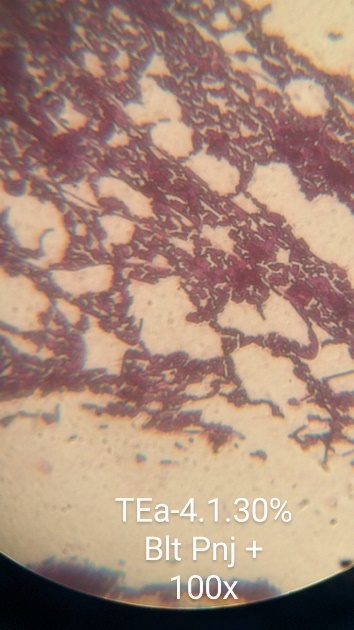 TEa-4.1.30%
Blt Pnj +
100x